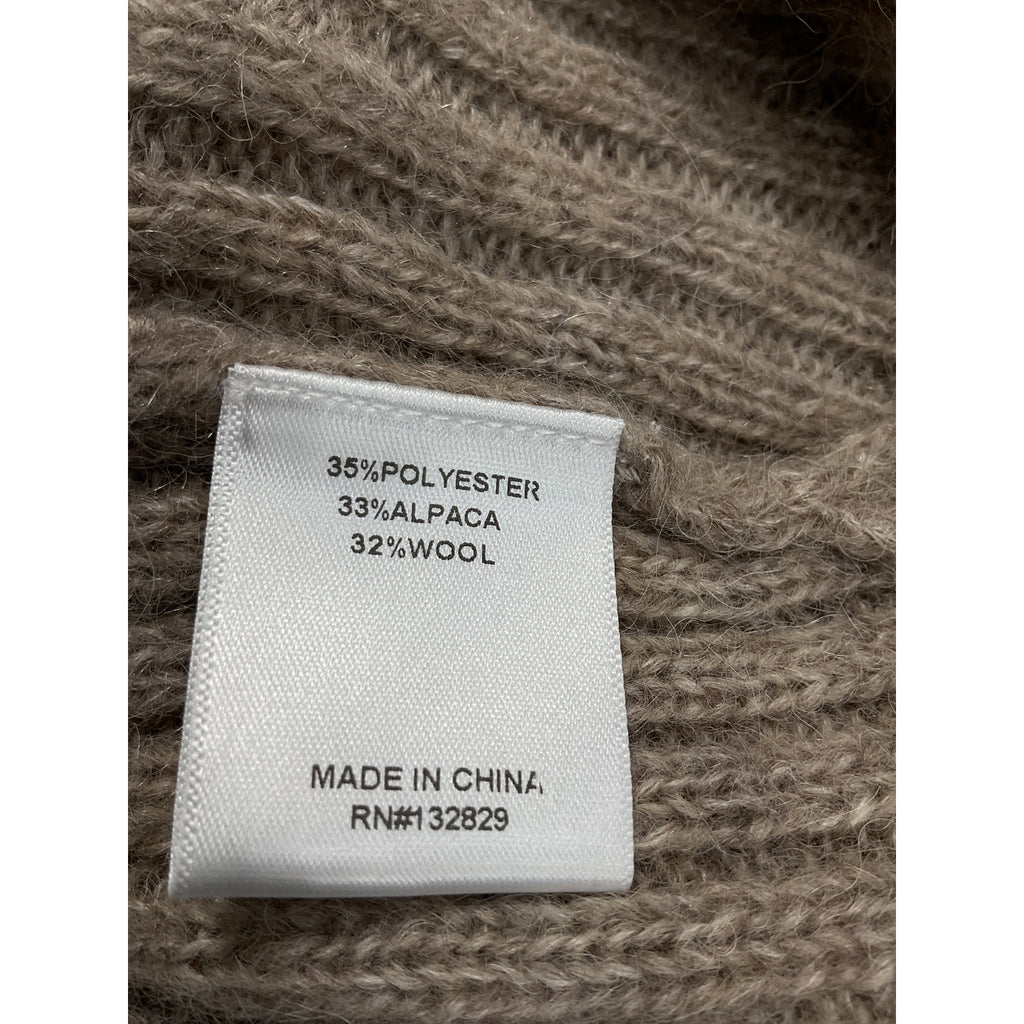 35%POLYESTER
33%ALPACA
32%WOOL
MADE IN CHINA
RN#132829